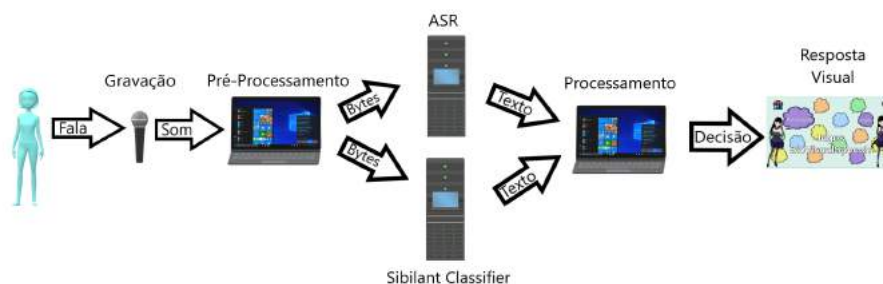 ASR
Gravação
Pré-Processamento
Processamento
Resposta
Visual
Fala
Som
Bytes
Bytes
Texto
Texto
Decisão
Sibilant Classifier